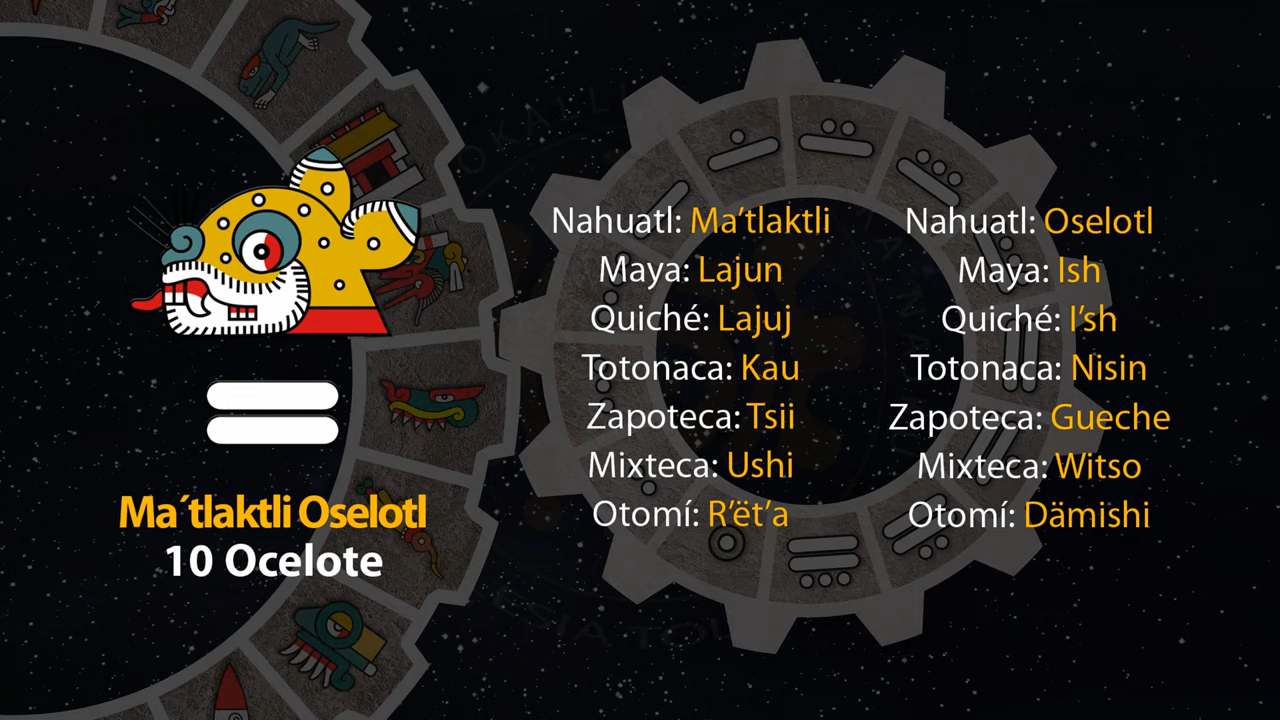 Ma´tlaktli Oselotl
10 Ocelote
Nahuatl: Ma’tlaktli
Maya: Lajun
Quiché: Lajuj
Totonaca: Kau
Zapoteca: Tsii
Mixteca: Ushi
Otomí: R’ët’a
Nahuatl: Oselotl
Maya: Ish
Quiché: I’sh
Totonaca: Nisin
Zapoteca: Gueche
Mixteca: Witso
Otomí: Dämishi